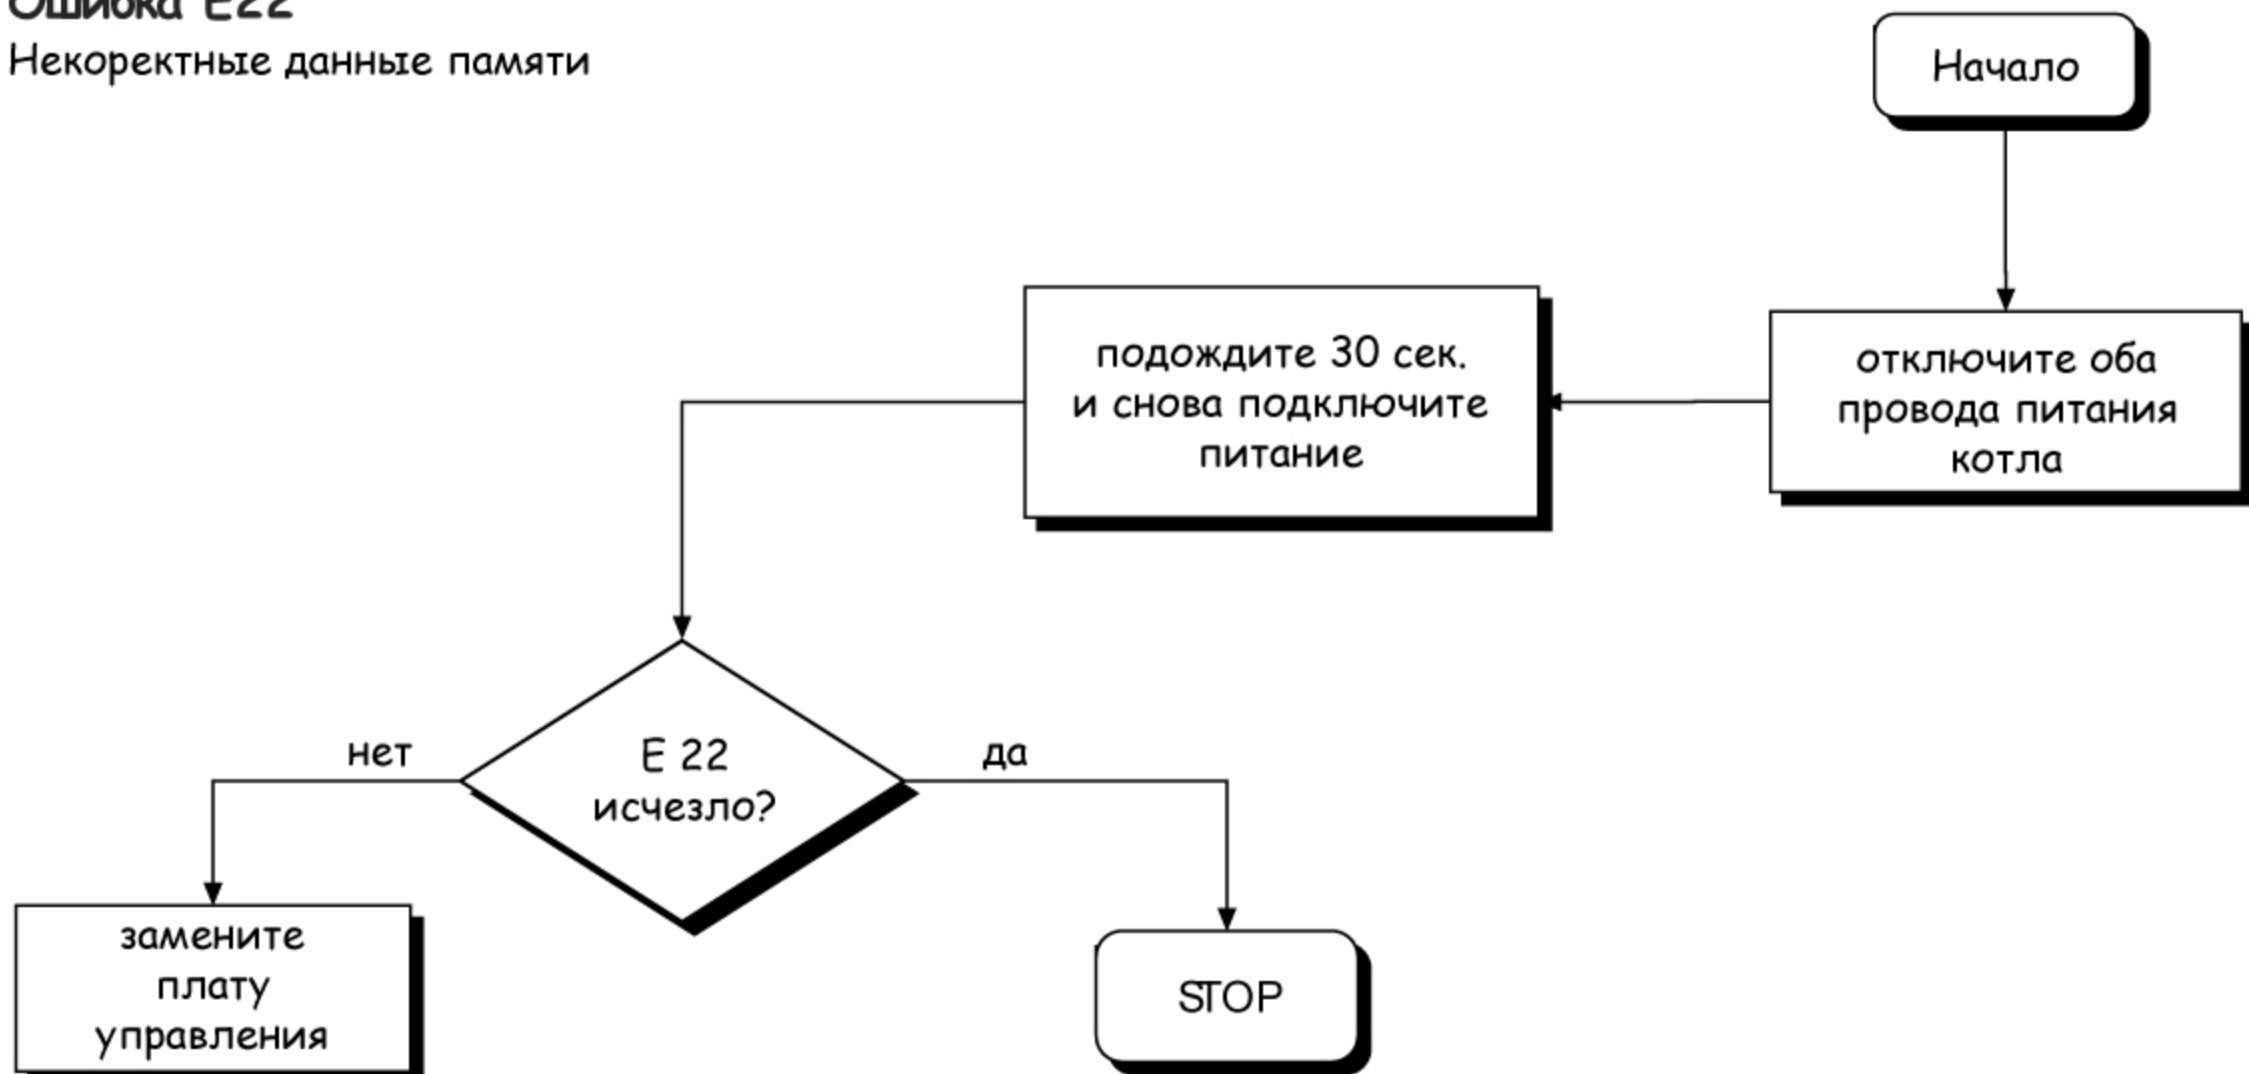 Ошибка E22
Некоректные данные памяти
Начало
отключите оба
провода питания
котла
подождите 30 сек.
и снова подключите
питание
E 22
исчезло?
нет
да
замените
плату
управления
STOP